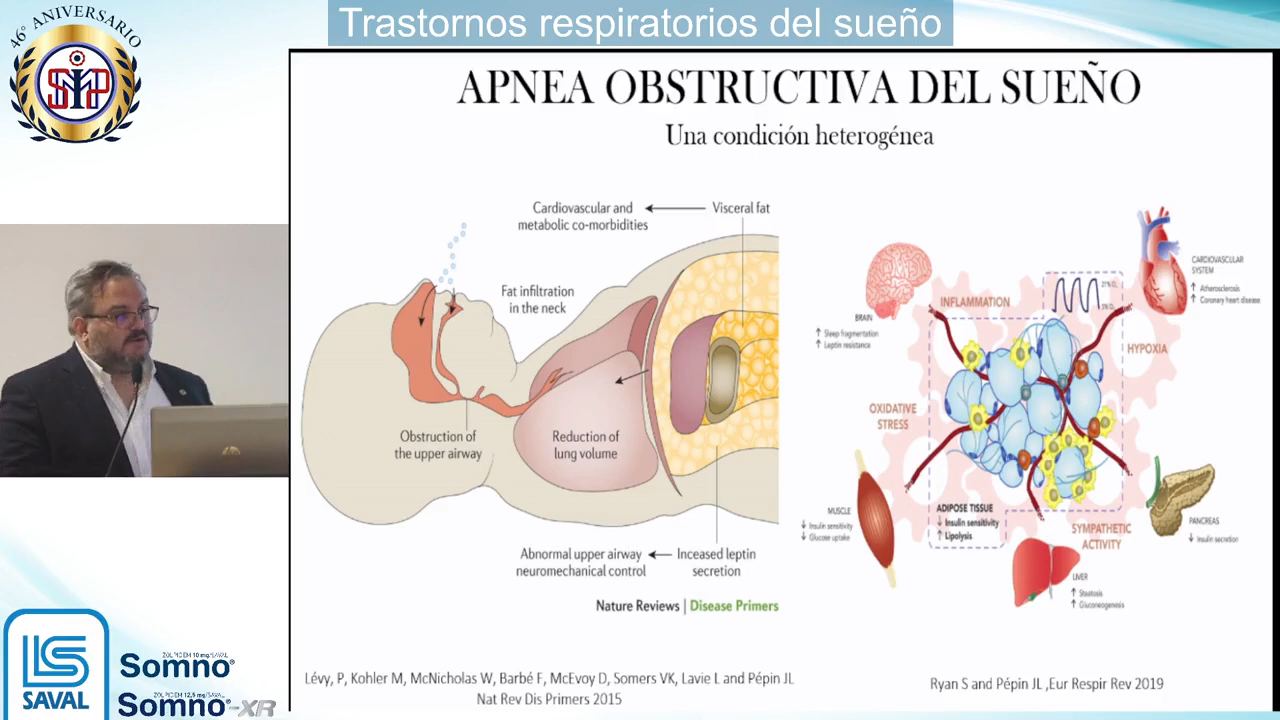 Trastornos respiratorios del sueño
46° ANIVERSARIO
APNEA OBSTRUCTIVA DEL SUEÑO
Una condición heterogénea
Cardiovascular and
metabolic co-morbidities
Visceral fat
Fat infiltration
in the neck
Obstruction of
the upper airway
Reduction of
lung volume
Abnormal upper airway
neuromechanical control
Inceased leptin
secretion
Nature Reviews | Disease Primers
BRAIN
↑ Sleep fragmentation
↑ Leptin resistance
INFLAMMATION
21% O₂
CARDIOVASCULAR
SYSTEM
↑ Atherosclerosis
↑ Coronary heart disease
HYPOXIA
OXIDATIVE
STRESS
MUSCLE
↓ Insulin sensitivity
↓ Glucose uptake
ADIPOSE TISSUE
↓ Insulin sensitivity
↑ Lipolysis
SYMPATHETIC
ACTIVITY
PANCREAS
↓ Insulin secretion
LIVER
↑ Steatosis
↑ Gluconeogenesis
Lévy, P, Kohler M, McNicholas W, Barbé F, McEvoy D, Somers VK, Lavie L and Pépin JL
Nat Rev Dis Primers 2015
Ryan S and Pépin JL ,Eur Respir Rev 2019
SAVAL
ZOLPIDEM 10 mg/SAVAL
Somno®
ZOLPIDEM 12,5 mg/SAVAL
Somno®-XR